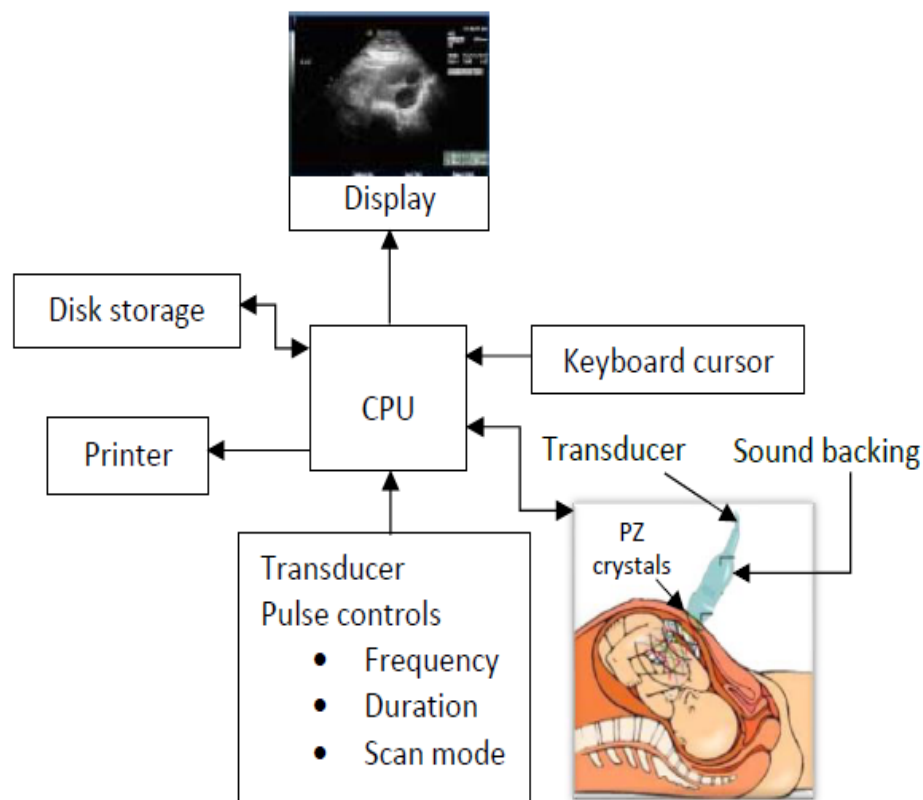 Display
Disk storage
Keyboard cursor
CPU
Printer
Transducer
Sound backing
PZ
crystals
Transducer
Pulse controls
• Frequency
• Duration
• Scan mode